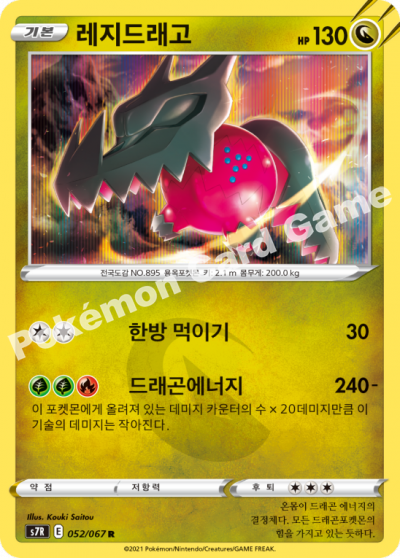 기본 레지드래고 HP 130
전국도감 NO.895 용옥포켓몬 키: 2.1m 몸무게: 200.0kg
한방 먹이기 30
드래곤에너지 240-
이 포켓몬에게 올려져 있는 데미지 카운터의 수 × 20데미지만큼 이
기술의 데미지는 작아진다.
약점 저항력 후퇴
Illus. Kouki Saitou
s7R E 052/067 R
온몸이 드래곤 에너지의
결정체다. 모든 드래곤포켓몬의
힘을 가지고 있는 듯하다.
©2021 Pokémon/Nintendo/Creatures/GAME FREAK.
Pokémon Card Game